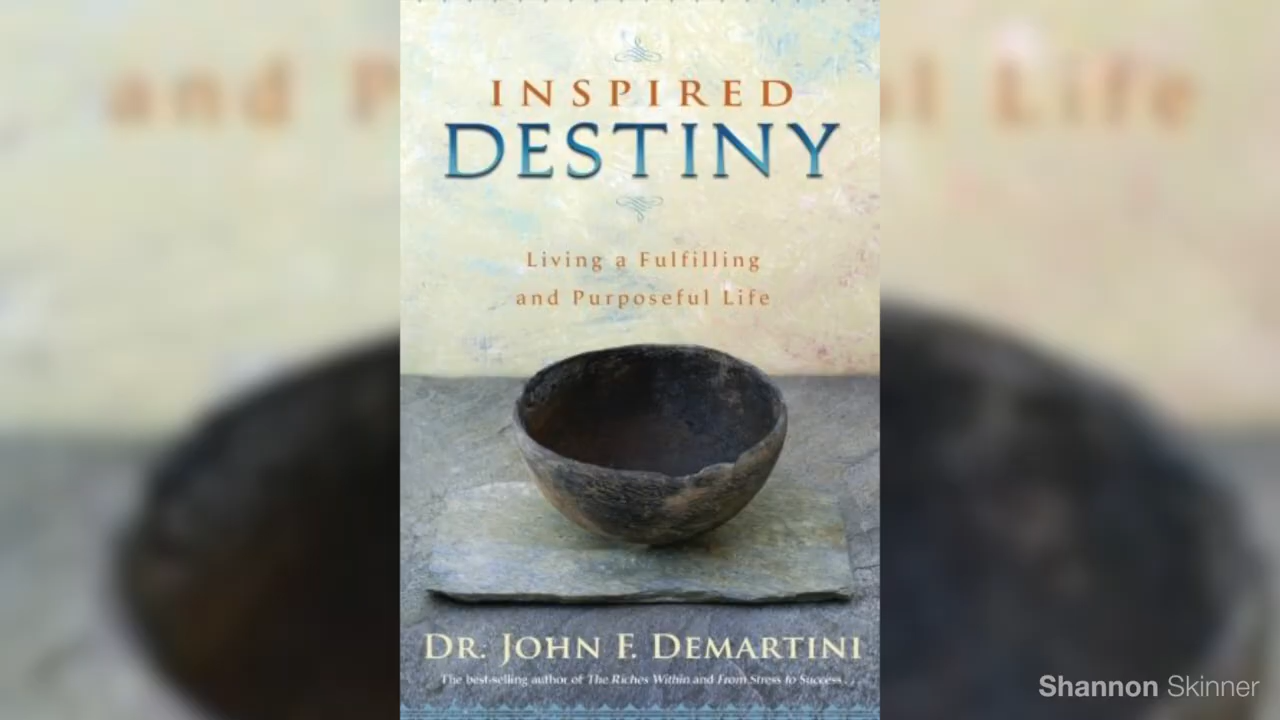 INSPIRED
DESTINY
Living a Fulfilling
and Purposeful Life
DR. JOHN F. DEMARTINI
The best-selling author of The Riches Within and From Stress to Success . . .
Shannon Skinner